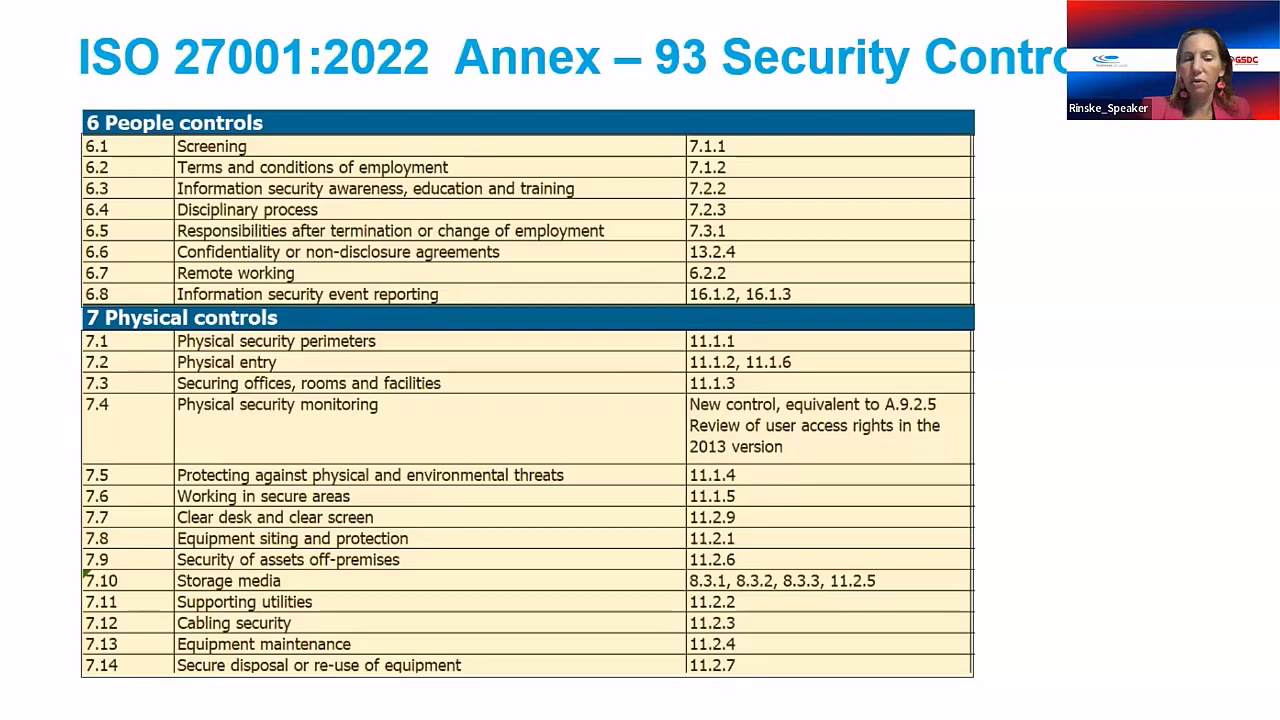 ISO 27001:2022 Annex – 93 Security Contro
GSDC
Rinske_Speaker
6 People controls
6.1 Screening 7.1.1
6.2 Terms and conditions of employment 7.1.2
6.3 Information security awareness, education and training 7.2.2
6.4 Disciplinary process 7.2.3
6.5 Responsibilities after termination or change of employment 7.3.1
6.6 Confidentiality or non-disclosure agreements 13.2.4
6.7 Remote working 6.2.2
6.8 Information security event reporting 16.1.2, 16.1.3
7 Physical controls
7.1 Physical security perimeters 11.1.1
7.2 Physical entry 11.1.2, 11.1.6
7.3 Securing offices, rooms and facilities 11.1.3
7.4 Physical security monitoring New control, equivalent to A.9.2.5
Review of user access rights in the
2013 version
7.5 Protecting against physical and environmental threats 11.1.4
7.6 Working in secure areas 11.1.5
7.7 Clear desk and clear screen 11.2.9
7.8 Equipment siting and protection 11.2.1
7.9 Security of assets off-premises 11.2.6
7.10 Storage media 8.3.1, 8.3.2, 8.3.3, 11.2.5
7.11 Supporting utilities 11.2.2
7.12 Cabling security 11.2.3
7.13 Equipment maintenance 11.2.4
7.14 Secure disposal or re-use of equipment 11.2.7